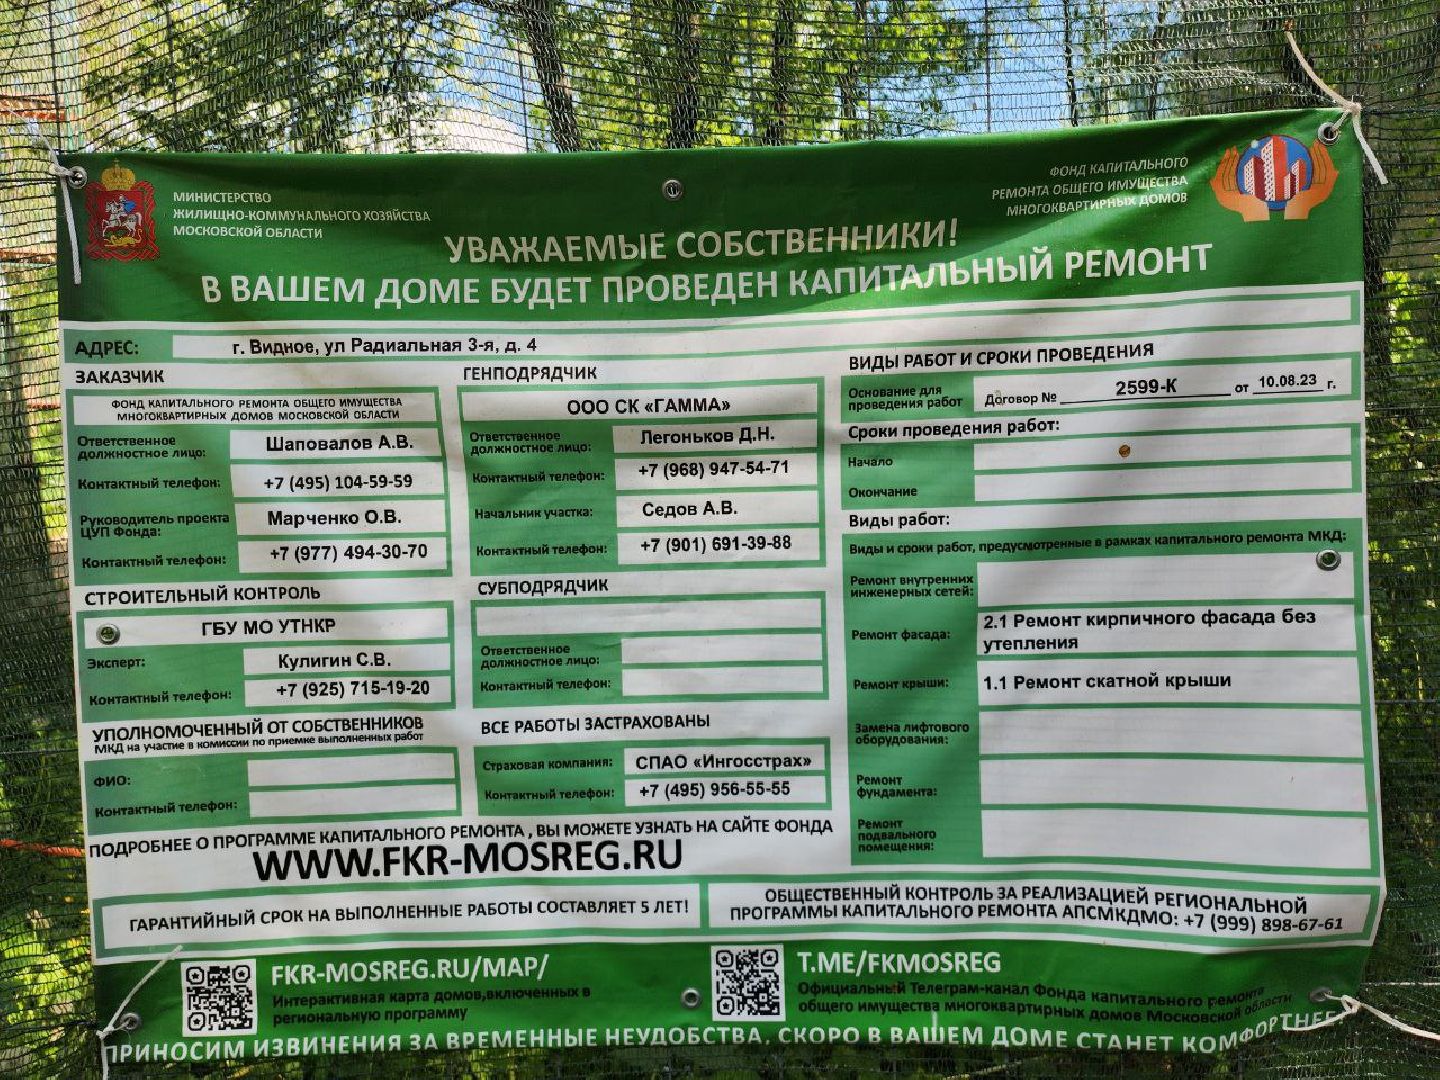 МИНИСТЕРСТВО
ЖИЛИЩНО-КОММУНАЛЬНОГО ХОЗЯЙСТВА
МОСКОВСКОЙ ОБЛАСТИ
ФОНД КАПИТАЛЬНОГО
РЕМОНТА ОБЩЕГО ИМУЩЕСТВА
МНОГОКВАРТИРНЫХ ДОМОВ
УВАЖАЕМЫЕ СОБСТВЕННИКИ!
В ВАШЕМ ДОМЕ БУДЕТ ПРОВЕДЕН КАПИТАЛЬНЫЙ РЕМОНТ
АДРЕС: г. Видное, ул Радиальная 3-я, д. 4
ЗАКАЗЧИК
ФОНД КАПИТАЛЬНОГО РЕМОНТА ОБЩЕГО ИМУЩЕСТВА
МНОГОКВАРТИРНЫХ ДОМОВ МОСКОВСКОЙ ОБЛАСТИ
Ответственное
должностное лицо: Шаповалов А.В.
Контактный телефон: +7 (495) 104-59-59
Руководитель проекта
ЦУП Фонда: Марченко О.В.
Контактный телефон: +7 (977) 494-30-70
СТРОИТЕЛЬНЫЙ КОНТРОЛЬ
ГБУ МО УТНКР
Эксперт: Кулигин С.В.
Контактный телефон: +7 (925) 715-19-20
УПОЛНОМОЧЕННЫЙ ОТ СОБСТВЕННИКОВ
МКД на участие в комиссии по приемке выполненных работ
ФИО:
Контактный телефон:
ГЕНПОДРЯДЧИК
ООО СК «ГАММА»
Ответственное
должностное лицо: Легоньков Д.Н.
Контактный телефон: +7 (968) 947-54-71
Начальник участка: Седов А.В.
Контактный телефон: +7 (901) 691-39-88
СУБПОДРЯДЧИК
Ответственное
должностное лицо:
Контактный телефон:
ВСЕ РАБОТЫ ЗАСТРАХОВАНЫ
Страховая компания: СПАО «Ингосстрах»
Контактный телефон: +7 (495) 956-55-55
ВИДЫ РАБОТ И СРОКИ ПРОВЕДЕНИЯ
Основание для
проведения работ Договор № 2599-К от 10.08.23 г.
Сроки проведения работ:
Начало
Окончание
Виды работ:
Виды и сроки работ, предусмотренные в рамках капитального ремонта МКД:
Ремонт внутренних
инженерных сетей:
Ремонт фасада: 2.1 Ремонт кирпичного фасада без
утепления
Ремонт крыши: 1.1 Ремонт скатной крыши
Замена лифтового
оборудования:
Ремонт
фундамента:
Ремонт
подвального
помещения:
ПОДРОБНЕЕ О ПРОГРАММЕ КАПИТАЛЬНОГО РЕМОНТА, ВЫ МОЖЕТЕ УЗНАТЬ НА САЙТЕ ФОНДА
WWW.FKR-MOSREG.RU
ГАРАНТИЙНЫЙ СРОК НА ВЫПОЛНЕННЫЕ РАБОТЫ СОСТАВЛЯЕТ 5 ЛЕТ!
ОБЩЕСТВЕННЫЙ КОНТРОЛЬ ЗА РЕАЛИЗАЦИЕЙ РЕГИОНАЛЬНОЙ
ПРОГРАММЫ КАПИТАЛЬНОГО РЕМОНТА АПСМКДМО: +7 (999) 898-67-61
FKR-MOSREG.RU/MAP/
Интерактивная карта домов,включенных в
региональную программу
T.ME/FKMOSREG
Официальный Телеграм-канал Фонда капитального ремонта
общего имущества многоквартирных домов Московской области
ПРИНОСИМ ИЗВИНЕНИЯ ЗА ВРЕМЕННЫЕ НЕУДОБСТВА, СКОРО В ВАШЕМ ДОМЕ СТАНЕТ КОМФОРТНЕЕ!